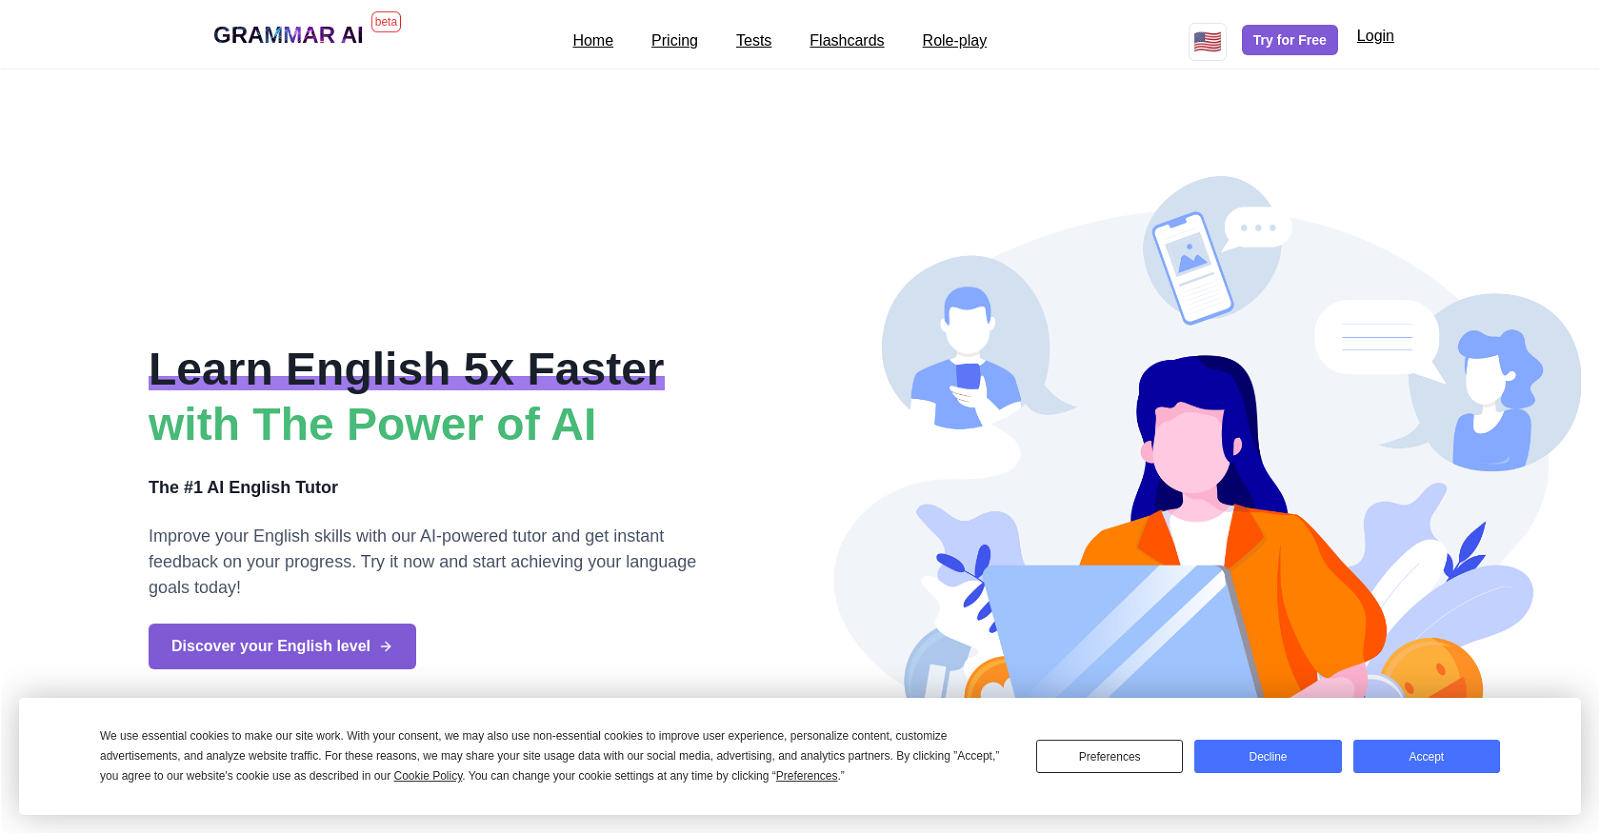 GRAMMAR AI
beta
Home
Pricing
Tests
Flashcards
Role-play
Try for Free
Login
Learn English 5x Faster
with The Power of AI
The #1 AI English Tutor
Improve your English skills with our AI-powered tutor and get instant
feedback on your progress. Try it now and start achieving your language
goals today!
Discover your English level
We use essential cookies to make our site work. With your consent, we may also use non-essential cookies to improve user experience, personalize content, customize
advertisements, and analyze website traffic. For these reasons, we may share your site usage data with our social media, advertising, and analytics partners. By clicking ”Accept,”
you agree to our website's cookie use as described in our Cookie Policy. You can change your cookie settings at any time by clicking “Preferences.”
Preferences
Decline
Accept